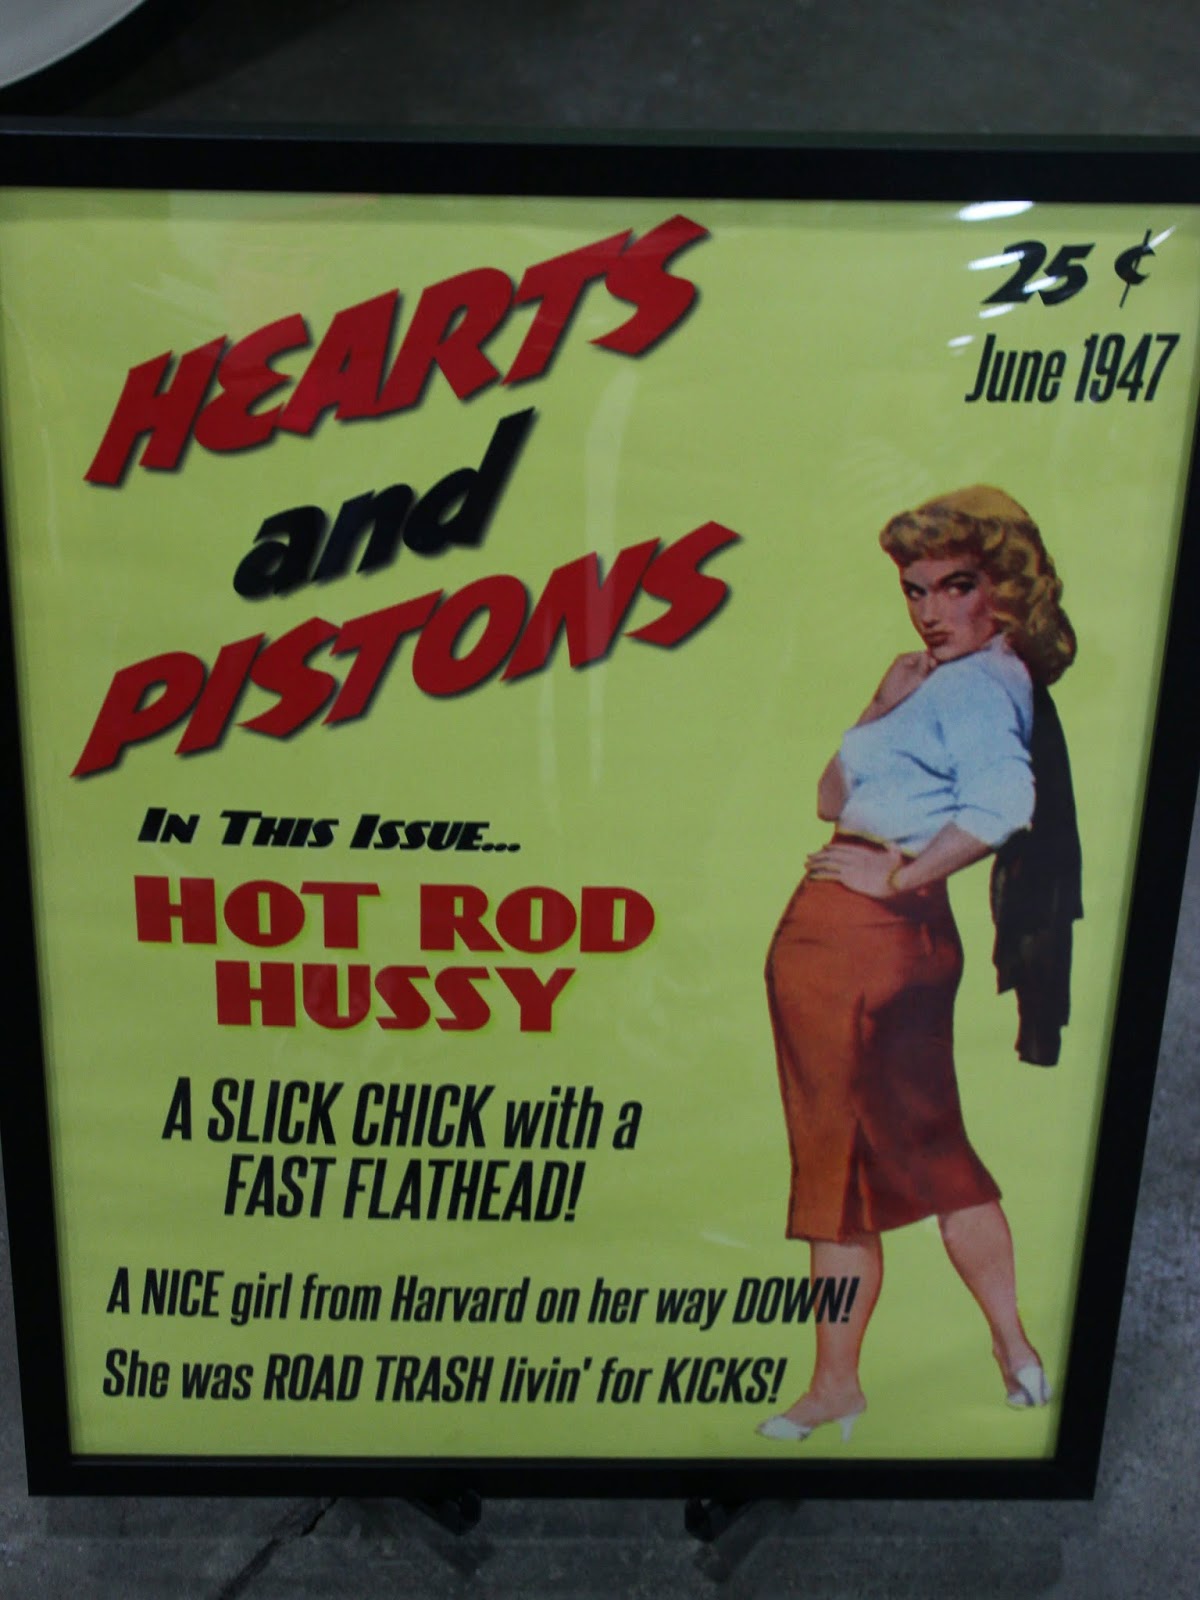 HEARTS
and
PISTONS
25 ¢
June 1947
IN THIS ISSUE...
HOT ROD
HUSSY
A SLICK CHICK with a
FAST FLATHEAD!
A NICE girl from Harvard on her way DOWN!
She was ROAD TRASH livin' for KICKS!